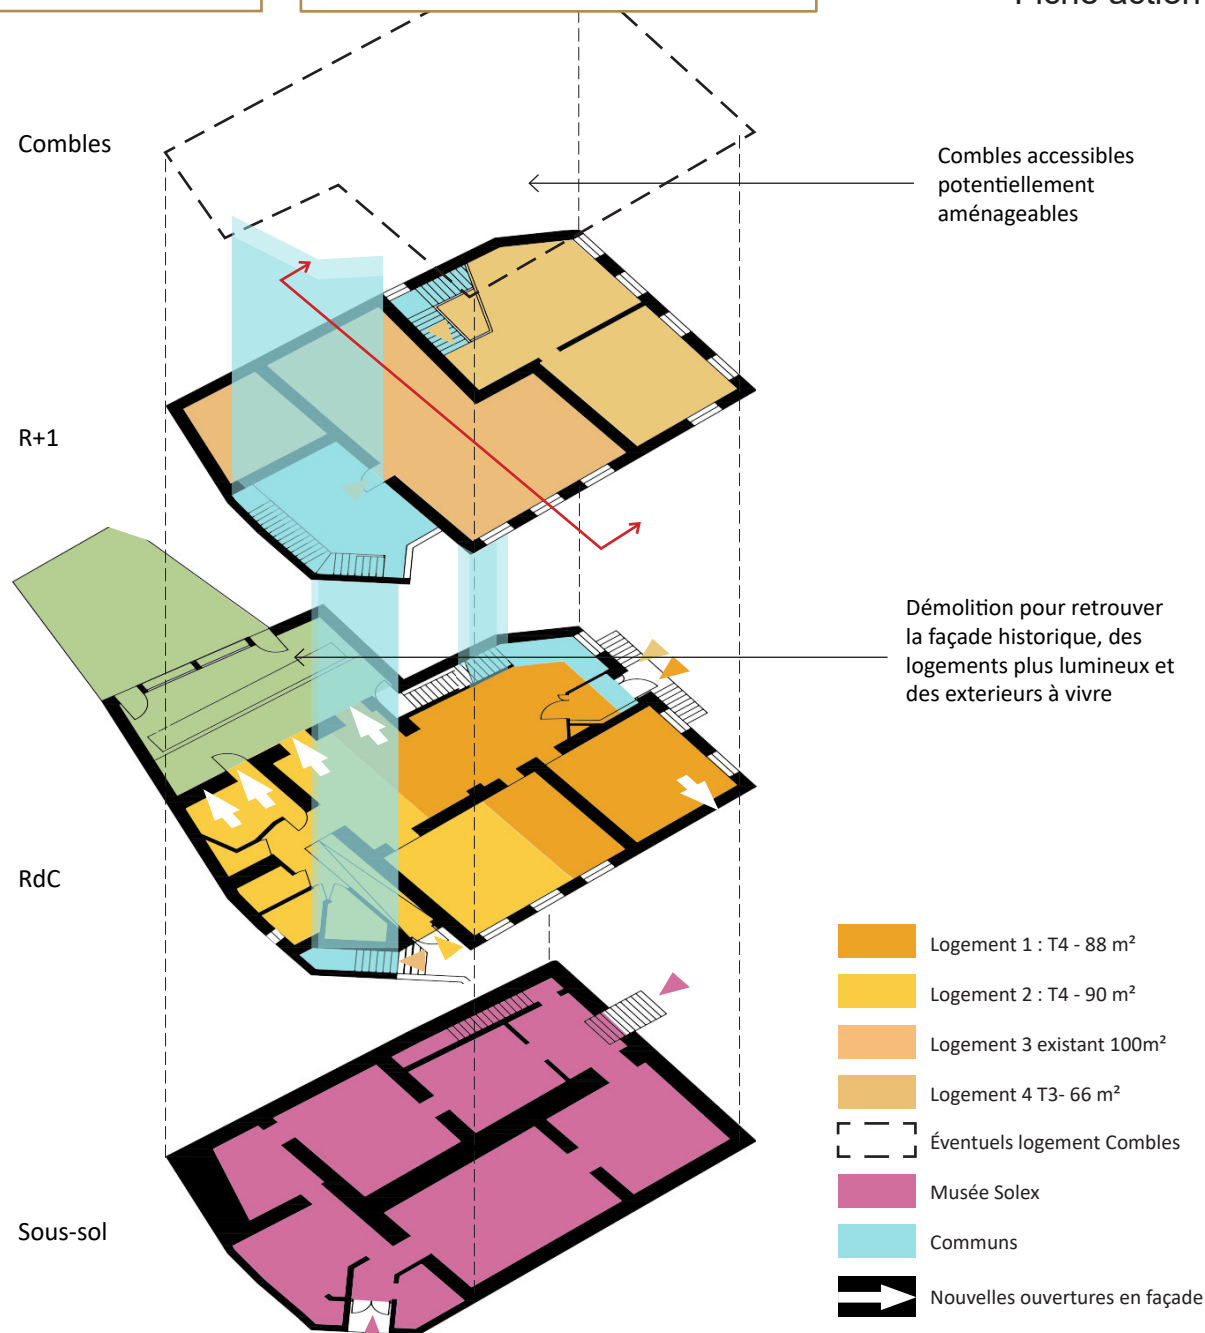 Fiche action
Combles
Combles accessibles
potentiellement
aménageables
R+1
Démolition pour retrouver
la façade historique, des
logements plus lumineux et
des exterieurs à vivre
RdC
Logement 1 : T4 - 88 m²
Logement 2 : T4 - 90 m²
Logement 3 existant 100m²
Logement 4 T3- 66 m²
Éventuels logement Combles
Musée Solex
Sous-sol
Communs
Nouvelles ouvertures en façade